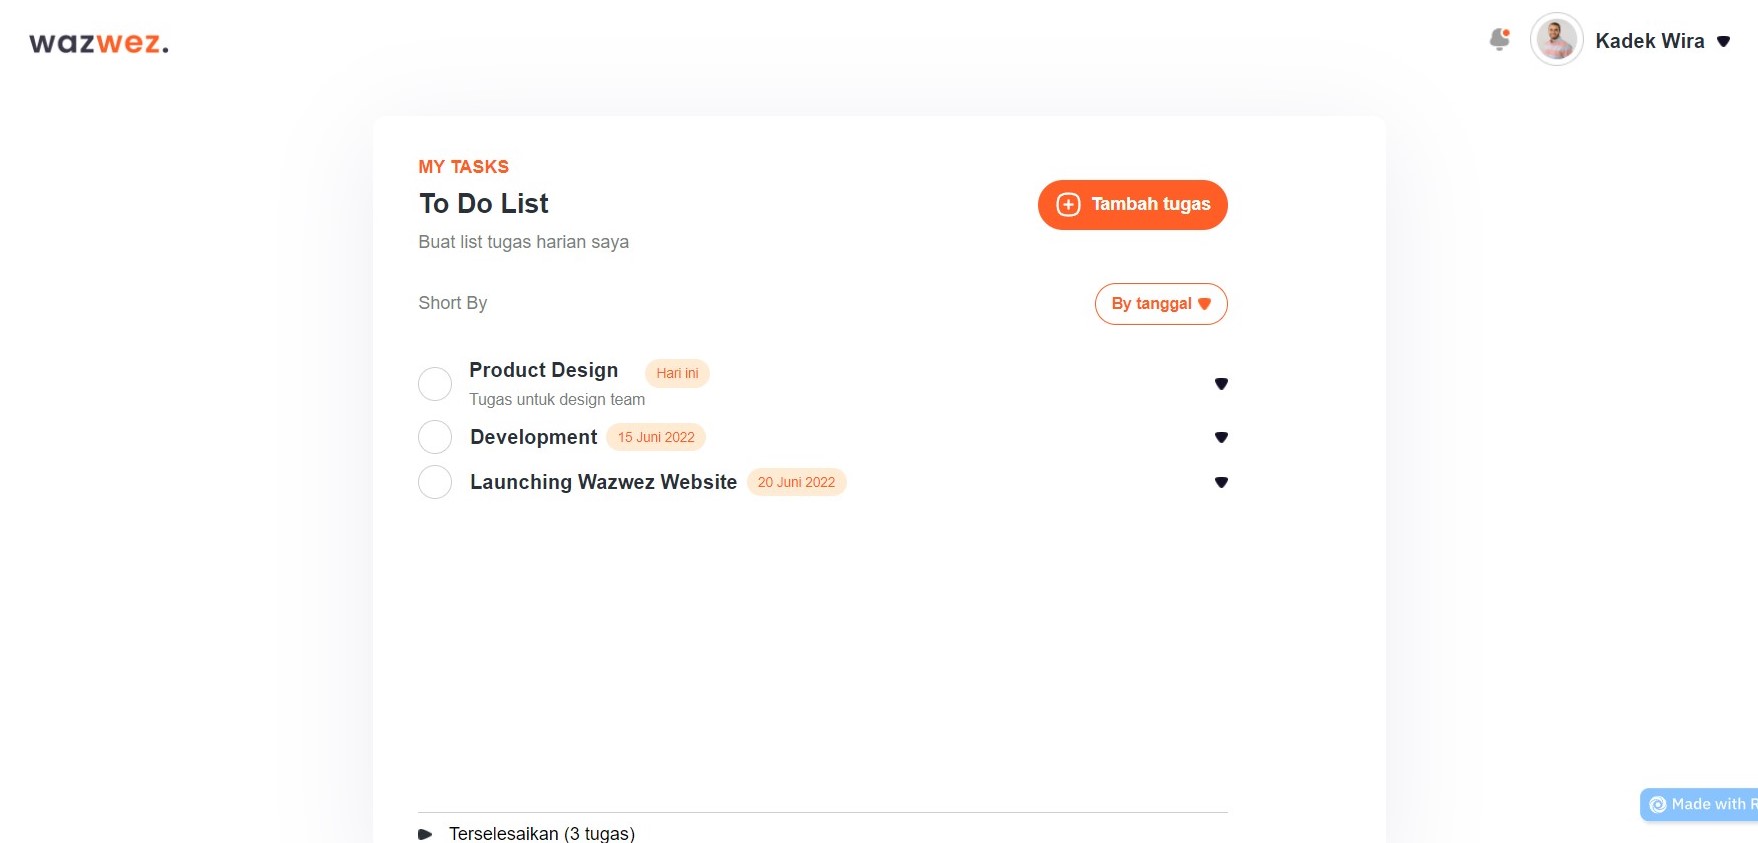 wazwez.
Kadek Wira
MY TASKS
To Do List
Tambah tugas
Buat list tugas harian saya
Short By
By tanggal
Product Design
Hari ini
Tugas untuk design team
Development
15 Juni 2022
Launching Wazwez Website
20 Juni 2022
Made with
Terselesaikan (3 tugas)